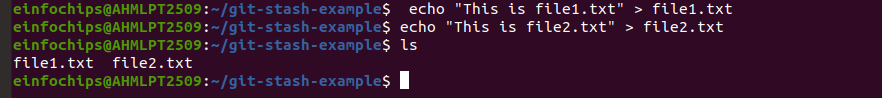 einfochips@AHMLPT2509:~/git-stash-example$  echo "This is file1.txt" > file1.txt
einfochips@AHMLPT2509:~/git-stash-example$ echo "This is file2.txt" > file2.txt
einfochips@AHMLPT2509:~/git-stash-example$ ls
file1.txt  file2.txt
einfochips@AHMLPT2509:~/git-stash-example$